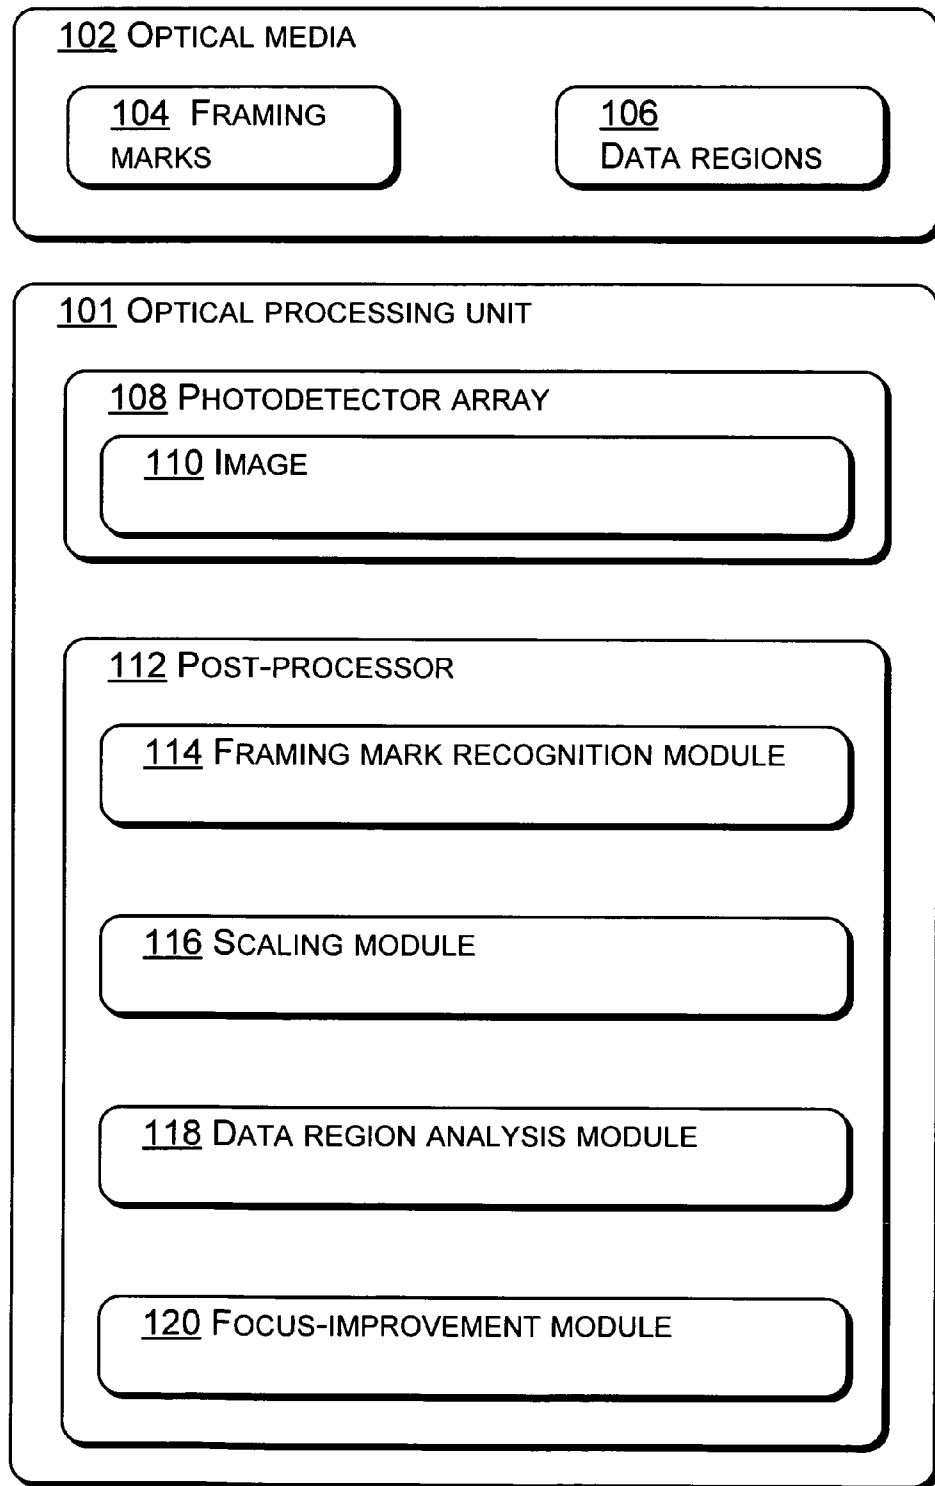 102 OPTICAL MEDIA
104 FRAMING
MARKS
106
DATA REGIONS
101 OPTICAL PROCESSING UNIT
108 PHOTODETECTOR ARRAY
110 IMAGE
112 POST-PROCESSOR
114 FRAMING MARK RECOGNITION MODULE
116 SCALING MODULE
118 DATA REGION ANALYSIS MODULE
120 FOCUS-IMPROVEMENT MODULE